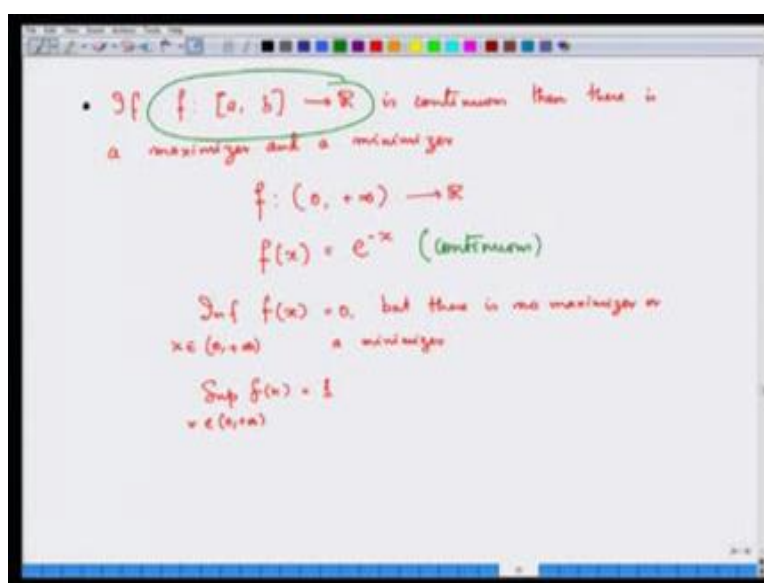 • If f: [a, b] → ℝ is continuous then there is
a maximizer and a minimizer
f: (0, +∞) → ℝ
f(x) = e^{-x} (continuous)
Inf f(x) = 0, but there is no maximizer or
x ∈ (0, +∞) a minimizer
Sup f(x) = 1
x ∈ (0, +∞)